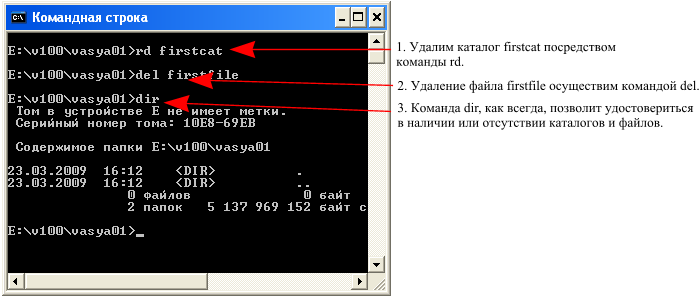 Командная строка
E:\v100\vasya01>rd firstcat
E:\v100\vasya01>del firstfile
E:\v100\vasya01>dir
Том в устройстве E не имеет метки.
Серийный номер тома: 10E8-69EB
Содержимое папки E:\v100\vasya01
23.03.2009  16:12    <DIR>          .
23.03.2009  16:12    <DIR>          ..
0 файлов              0 байт
2 папок   5 137 969 152 байт с
E:\v100\vasya01>_
1. Удалим каталог firstcat посредством
команды rd.
2. Удаление файла firstfile осуществим командой del.
3. Команда dir, как всегда, позволит удостовериться
в наличии или отсутствии каталогов и файлов.